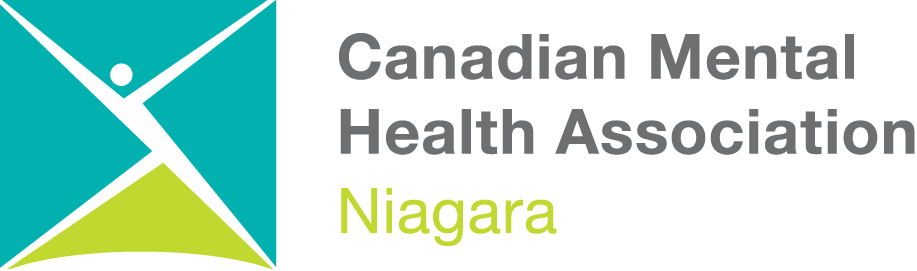 Canadian Mental
Health Association
Niagara